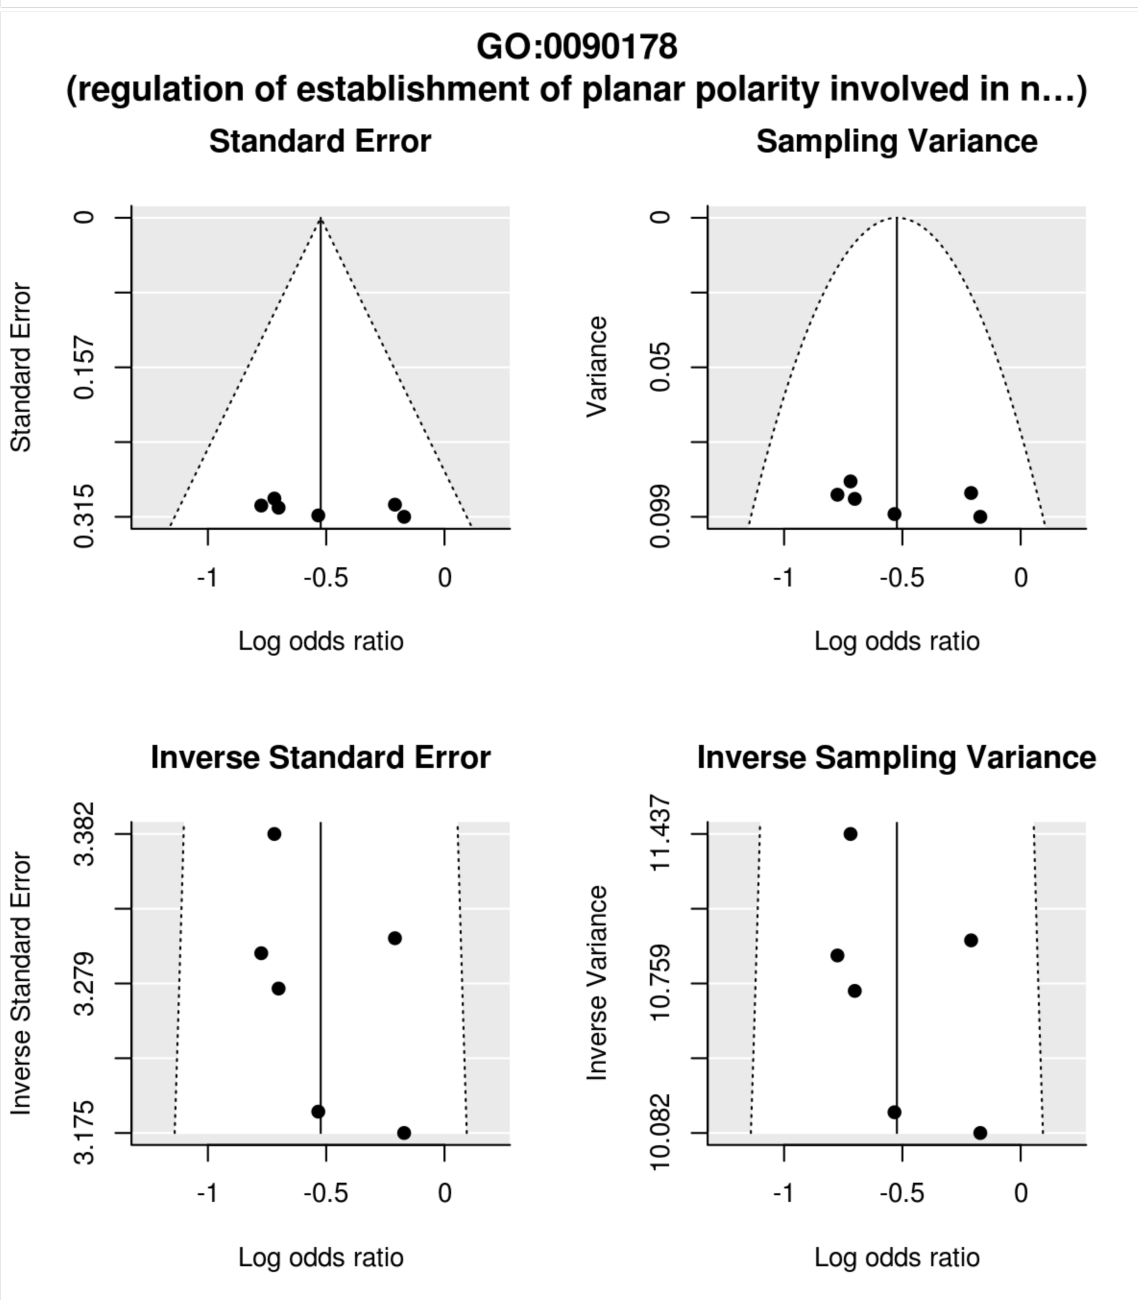 GO:0090178
(regulation of establishment of planar polarity involved in n…)
Standard Error
Standard Error
0
0.157
0.315
-1 -0.5 0
Log odds ratio
Sampling Variance
Variance
0
0.05
0.099
-1 -0.5 0
Log odds ratio
Inverse Standard Error
Inverse Standard Error
3.382
3.279
3.175
-1 -0.5 0
Log odds ratio
Inverse Sampling Variance
Inverse Variance
11.437
10.759
10.082
-1 -0.5 0
Log odds ratio